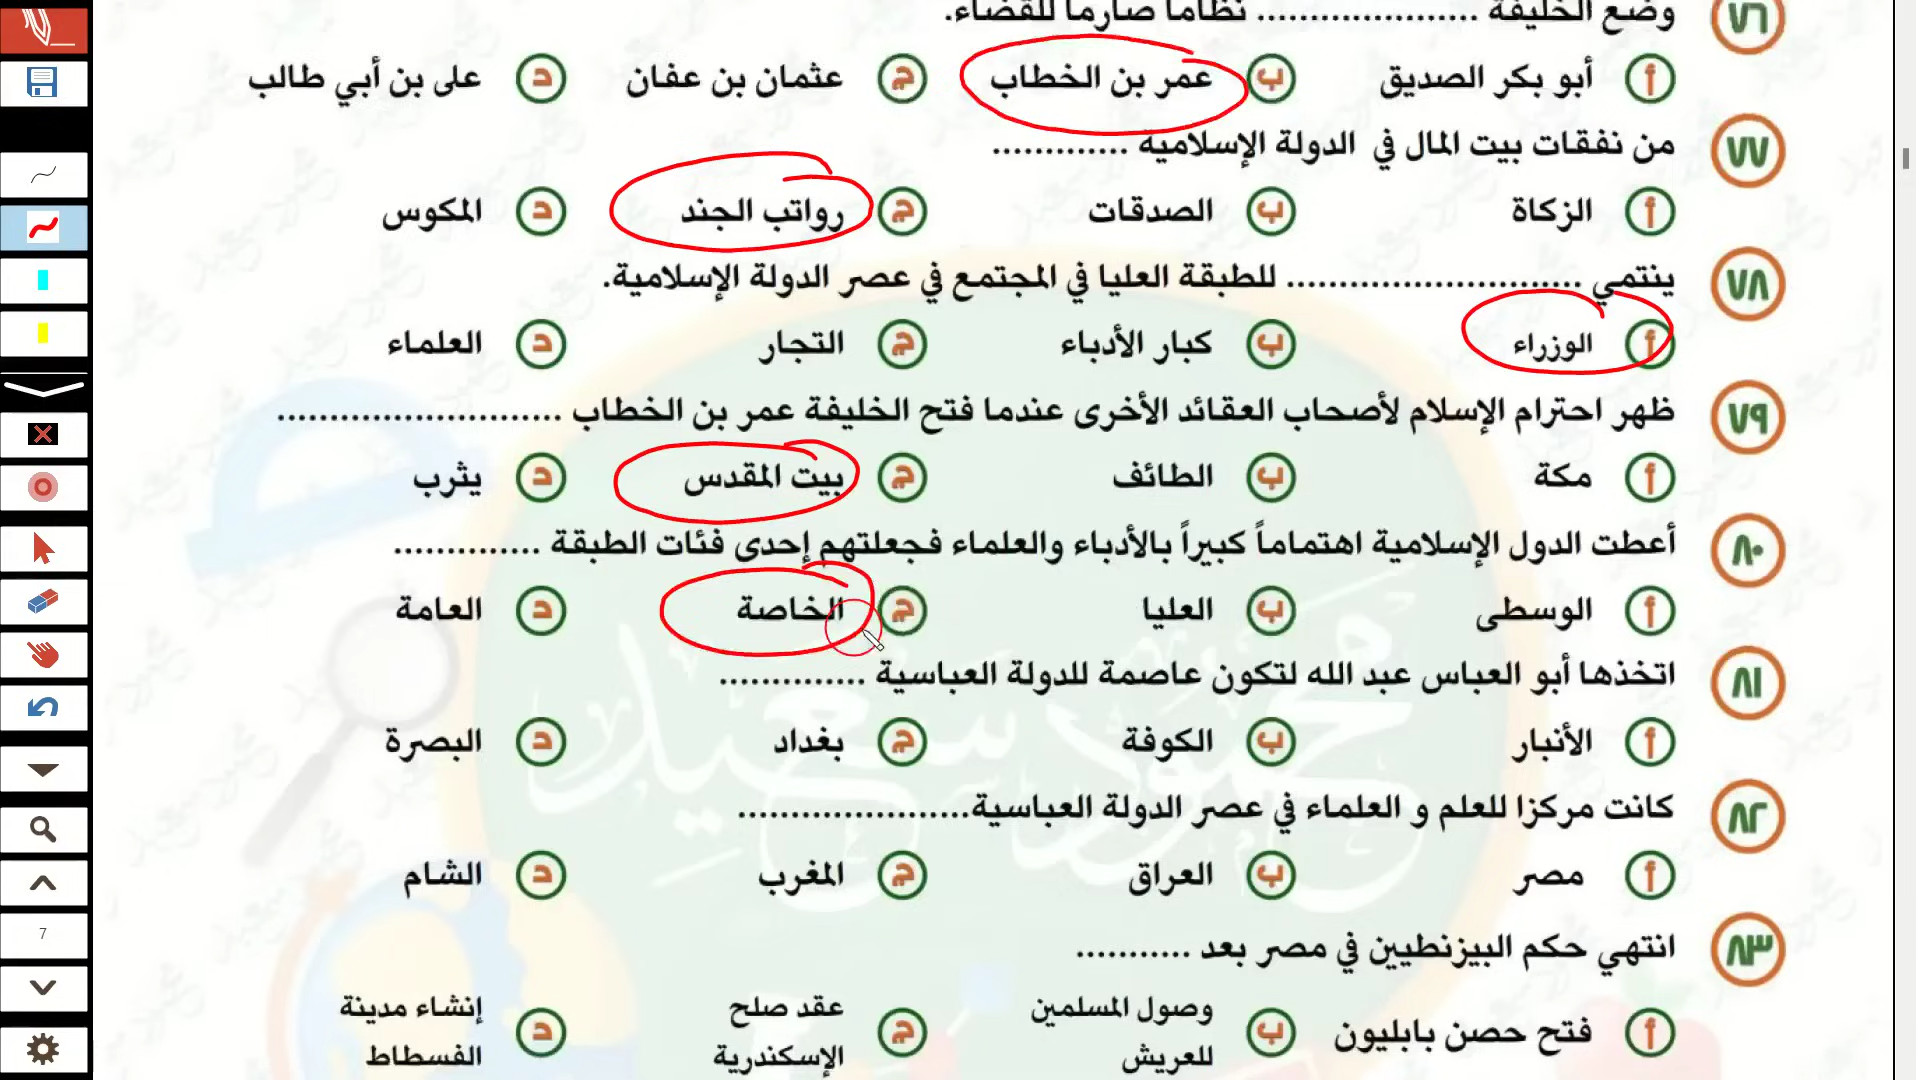 ٧٦ وضع الخليفة ..................... نظاما صارما للقضاء.
أ أبو بكر الصديق ب عمر بن الخطاب ج عثمان بن عفان د على بن أبي طالب
٧٧ من نفقات بيت المال في الدولة الإسلامية .............
أ الزكاة ب الصدقات ج رواتب الجند د المكوس
٧٨ ينتمي ............................ للطبقة العليا في المجتمع في عصر الدولة الإسلامية.
أ الوزراء ب كبار الأدباء ج التجار د العلماء
٧٩ ظهر احترام الإسلام لأصحاب العقائد الأخرى عندما فتح الخليفة عمر بن الخطاب ...........................
أ مكة ب الطائف ج بيت المقدس د يثرب
٨٠ أعطت الدول الإسلامية اهتماماً كبيراً بالأدباء والعلماء فجعلتهم إحدى فئات الطبقة ..............
أ الوسطى ب العليا ج الخاصة د العامة
٨١ اتخذها أبو العباس عبد الله لتكون عاصمة للدولة العباسية ..............
أ الأنبار ب الكوفة ج بغداد د البصرة
٨٢ كانت مركزا للعلم و العلماء في عصر الدولة العباسية......................
أ مصر ب العراق ج المغرب د الشام
٨٣ انتهي حكم البيزنطيين في مصر بعد ...........
أ فتح حصن بابليون ب وصول المسلمين للعريش ج عقد صلح الإسكندرية د إنشاء مدينة الفسطاط
محمود سعيد
7